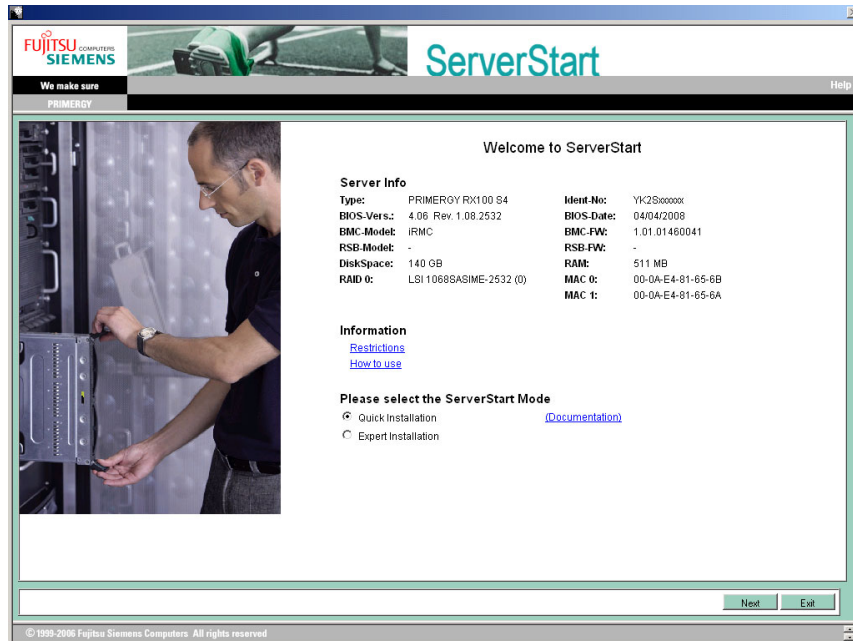 FUJITSU COMPUTERS
SIEMENS
ServerStart
We make sure
Help
PRIMERGY
Welcome to ServerStart
Server Info
Type: PRIMERGY RX100 S4 Ident-No: YK2Sxxxxxx
BIOS-Vers.: 4.06 Rev. 1.08.2532 BIOS-Date: 04/04/2008
BMC-Model: iRMC BMC-FW: 1.01.01460041
RSB-Model: - RSB-FW: -
DiskSpace: 140 GB RAM: 511 MB
RAID 0: LSI 1068SASIME-2532 (0) MAC 0: 00-0A-E4-81-65-6B
MAC 1: 00-0A-E4-81-65-6A
Information
Restrictions
How to use
Please select the ServerStart Mode
Quick Installation (Documentation)
Expert Installation
Next Exit
© 1999-2006 Fujitsu Siemens Computers All rights reserved